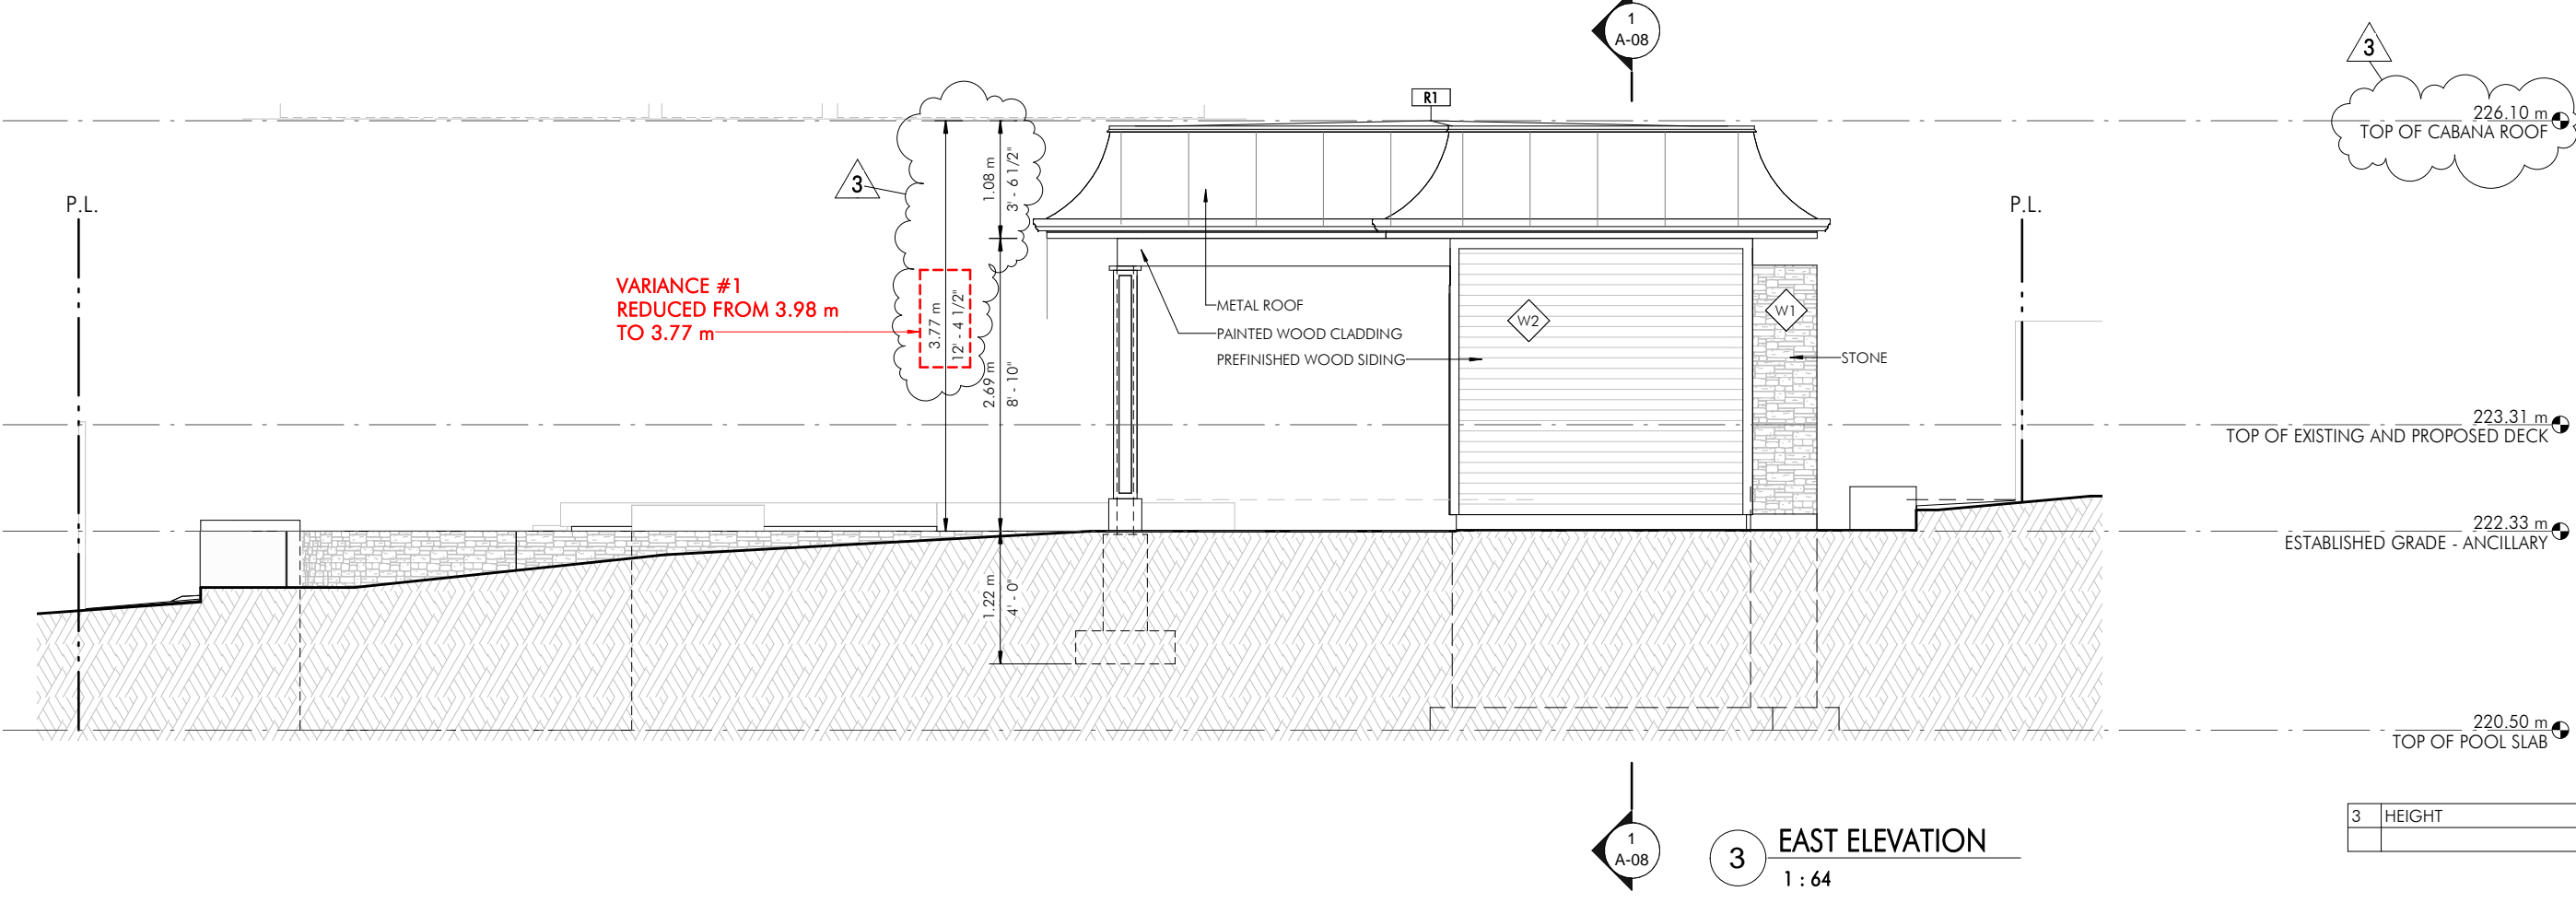 1
A-08
3
R1
226.10 m
TOP OF CABANA ROOF
3
1.08 m
3' - 6 1/2"
P.L.
P.L.
VARIANCE #1
REDUCED FROM 3.98 m
TO 3.77 m
3.77 m
12' - 4 1/2"
2.69 m
8' - 10"
METAL ROOF
PAINTED WOOD CLADDING
PREFINISHED WOOD SIDING
W2
W1
STONE
223.31 m
TOP OF EXISTING AND PROPOSED DECK
222.33 m
ESTABLISHED GRADE - ANCILLARY
1.22 m
4' - 0"
220.50 m
TOP OF POOL SLAB
3 HEIGHT
1
A-08
3 EAST ELEVATION
1 : 64